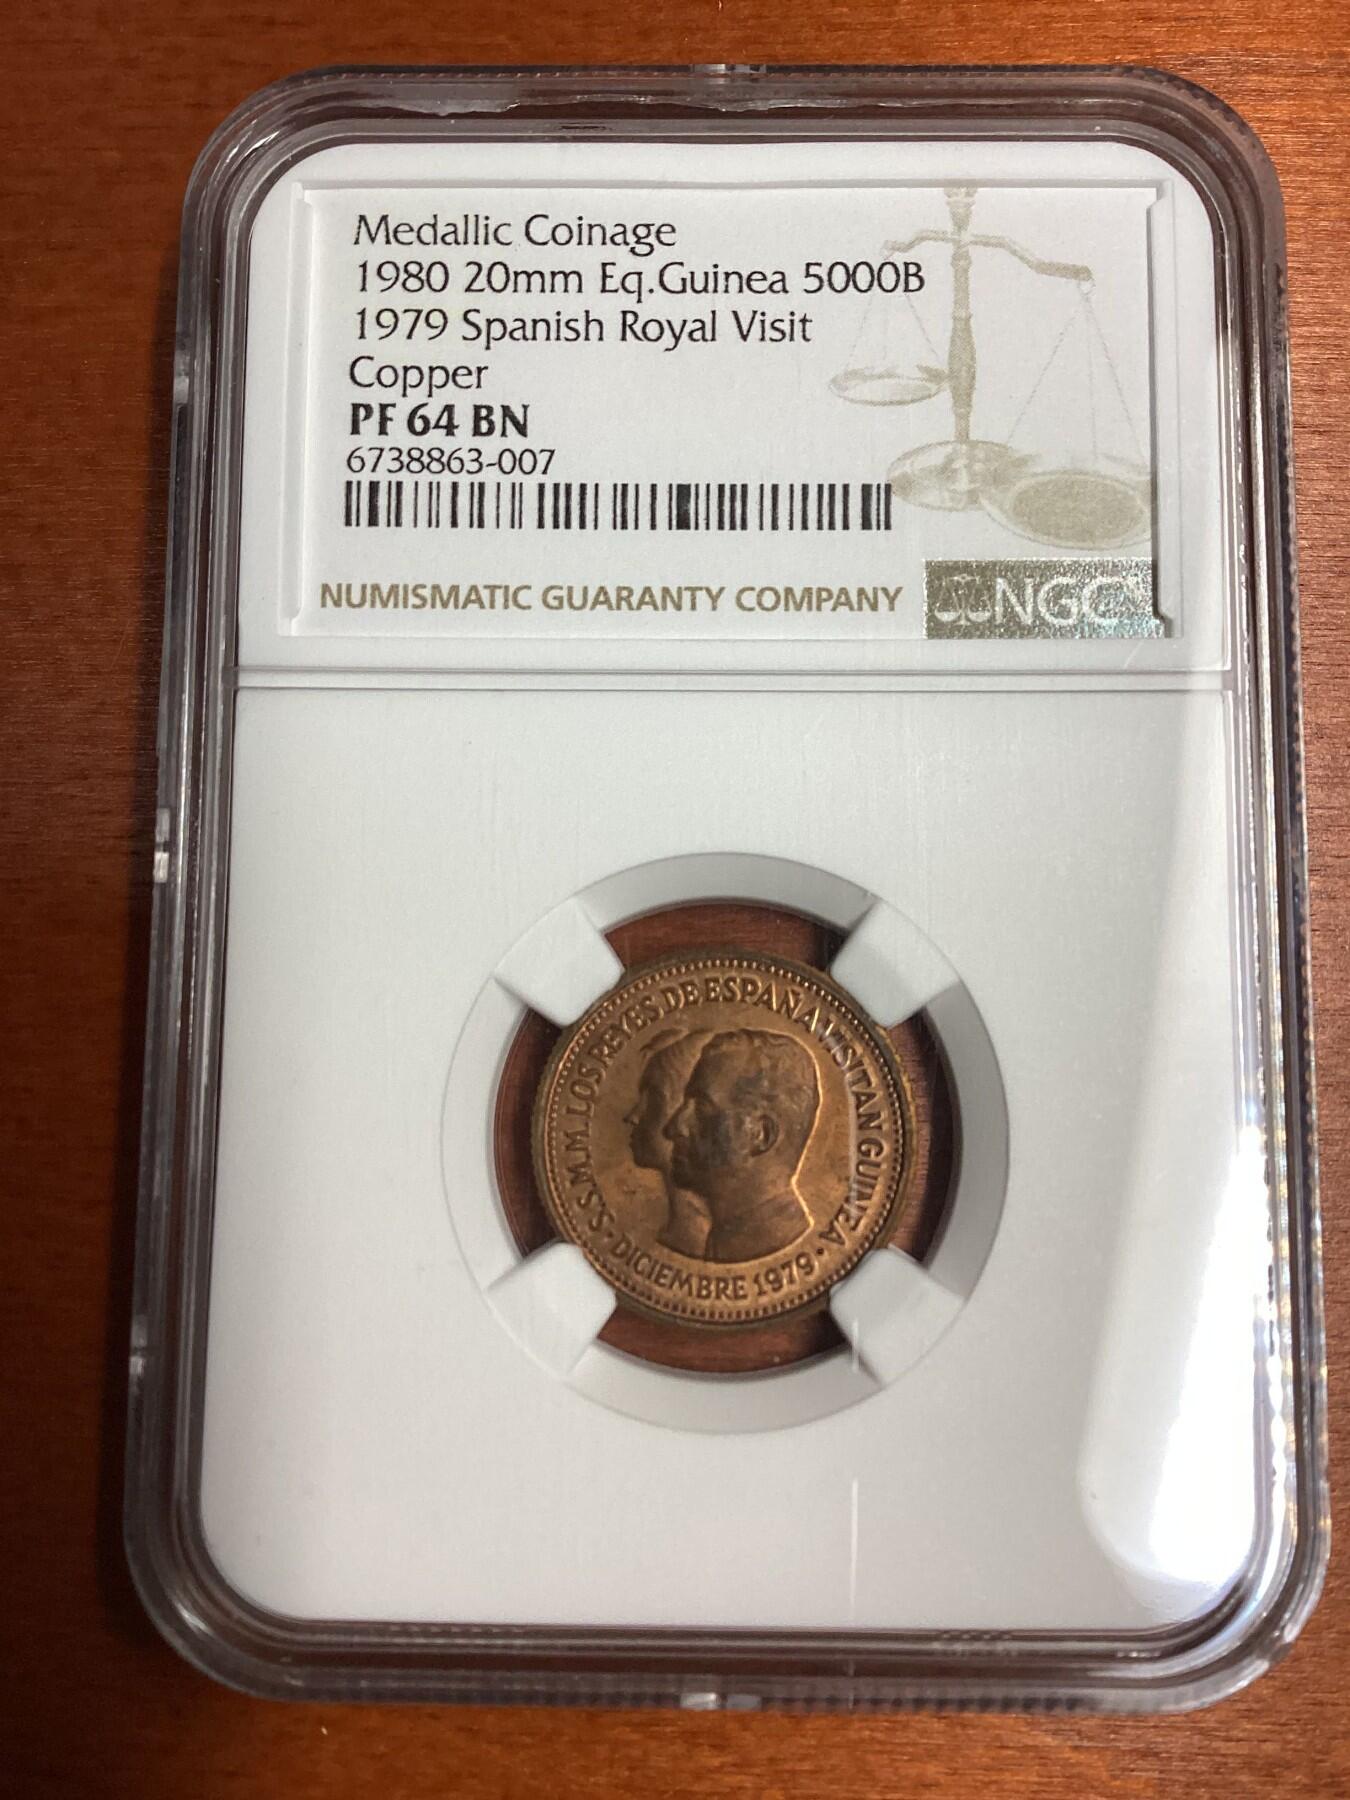 Medallic Coinage
1980 20mm Eq.Guinea 5000B
1979 Spanish Royal Visit
Copper
PF 64 BN
6738863-007
NUMISMATIC GUARANTY COMPANY
NGC
S.S.M.M. LOS REYES DE ESPAÑA VISITAN GUINEA
· DICIEMBRE 1979 ·